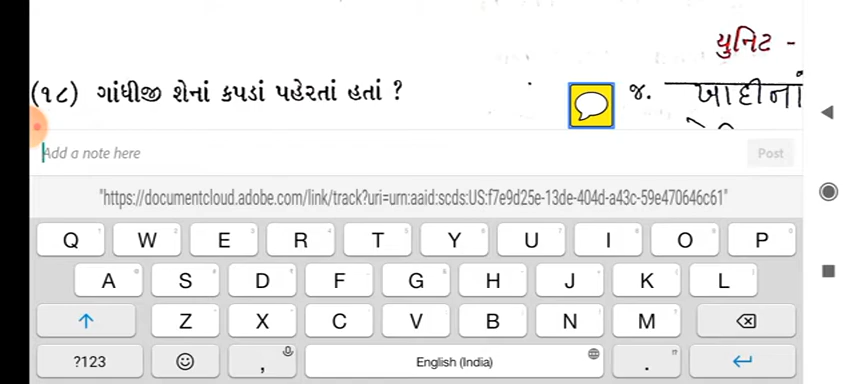 યુનિટ -
(૧૮) ગાંધીજી શેનાં કપડાં પહેરતાં હતાં ?
જ. ખાદીનાં
Add a note here
Post
"https://documentcloud.adobe.com/link/track?uri=urn:aaid:scds:US:f7e9d25e-13de-404d-a43c-59e470646c61"
Q W E R T Y U I O P
A S D F G H J K L
Z X C V B N M
?123 , English (India) .